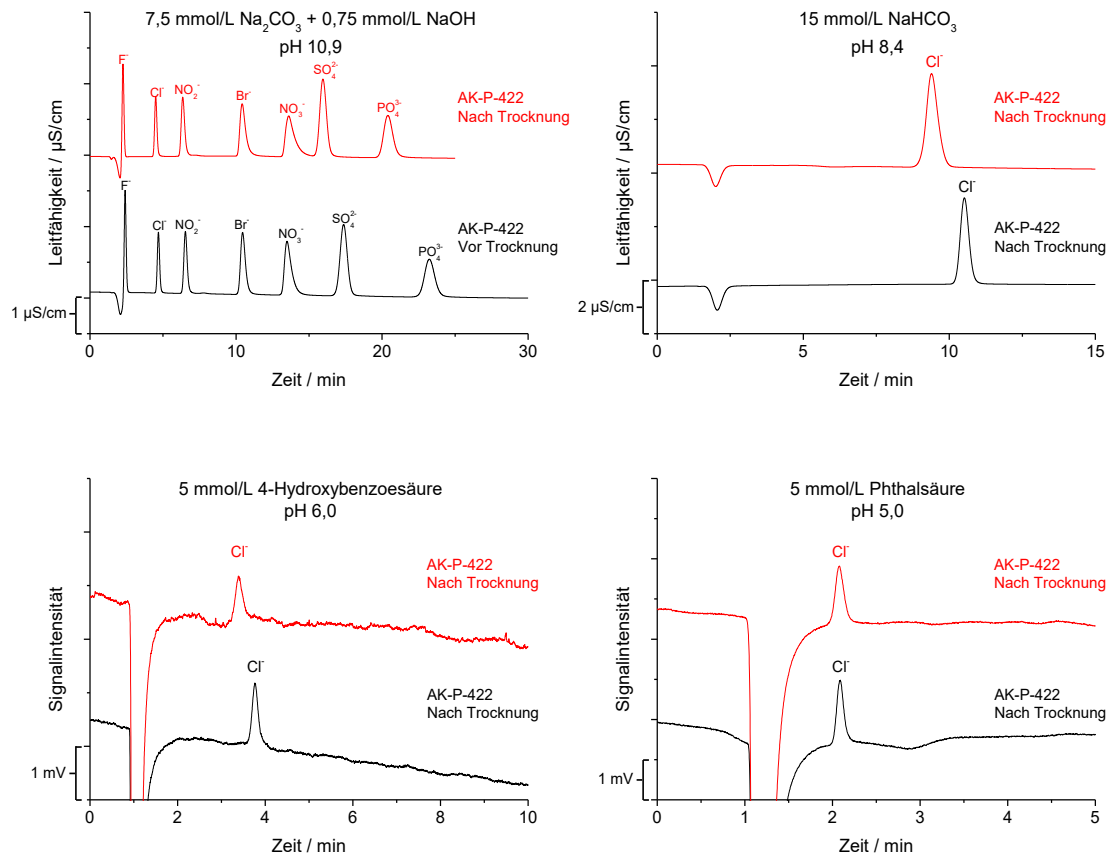 7,5 mmol/L Na₂CO₃ + 0,75 mmol/L NaOH
pH 10,9
F⁻
Cl⁻
NO₂⁻
Br⁻
NO₃⁻
SO₄²⁻
PO₄³⁻
AK-P-422
Nach Trocknung
F⁻
Cl⁻
NO₂⁻
Br⁻
NO₃⁻
SO₄²⁻
PO₄³⁻
AK-P-422
Vor Trocknung
Leitfähigkeit / µS/cm
1 µS/cm
0
10
20
30
Zeit / min
15 mmol/L NaHCO₃
pH 8,4
Cl⁻
AK-P-422
Nach Trocknung
Cl⁻
AK-P-422
Nach Trocknung
Leitfähigkeit / µS/cm
2 µS/cm
0
5
10
15
Zeit / min
5 mmol/L 4-Hydroxybenzoesäure
pH 6,0
Cl⁻
AK-P-422
Nach Trocknung
Cl⁻
AK-P-422
Nach Trocknung
Signalintensität
1 mV
0
2
4
6
8
10
Zeit / min
5 mmol/L Phthalsäure
pH 5,0
Cl⁻
AK-P-422
Nach Trocknung
Cl⁻
AK-P-422
Nach Trocknung
Signalintensität
1 mV
0
1
2
3
4
5
Zeit / min